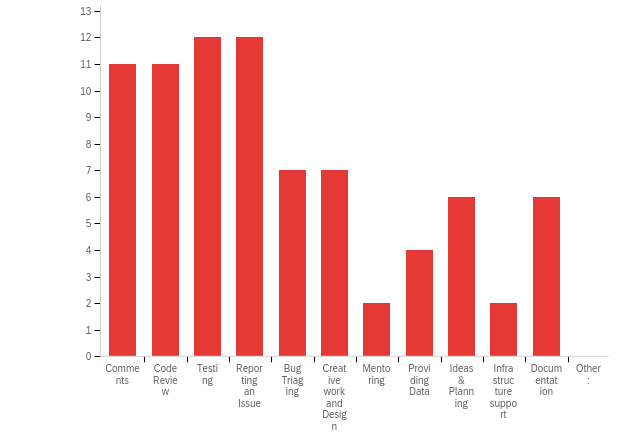 13
12
11
10
9
8
7
6
5
4
3
2
1
0
Comme
nts
Code
Revie
w
Testi
ng
Repor
ting
an
Issue
Bug
Triag
ing
Creat
ive
work
and
Desig
n
Mento
ring
Provi
ding
Data
Ideas
&
Plann
ing
Infra
struc
ture
suppo
rt
Docum
entat
ion
Other
: